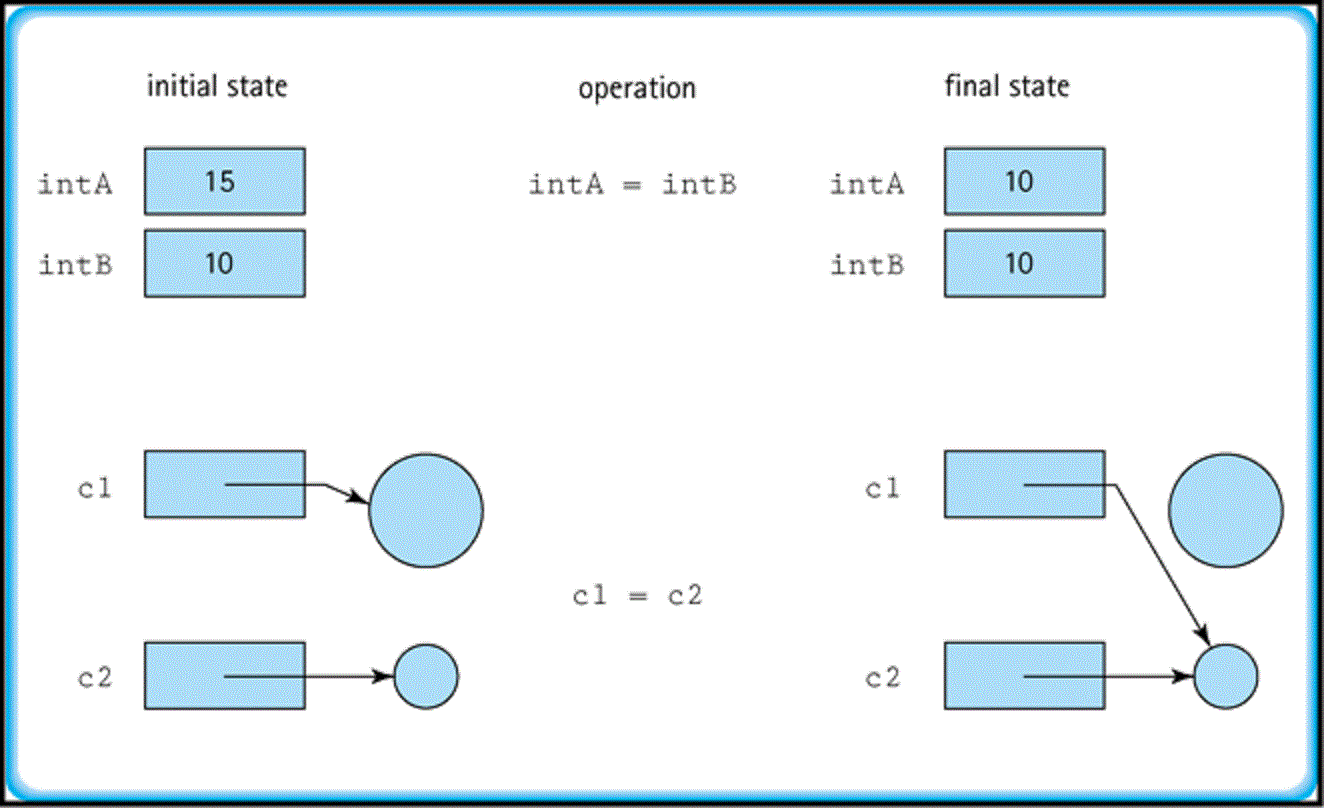 initial state operation final state
intA 15 intA = intB intA 10
intB 10 intB 10
c1 c1
c1 = c2
c2 c2